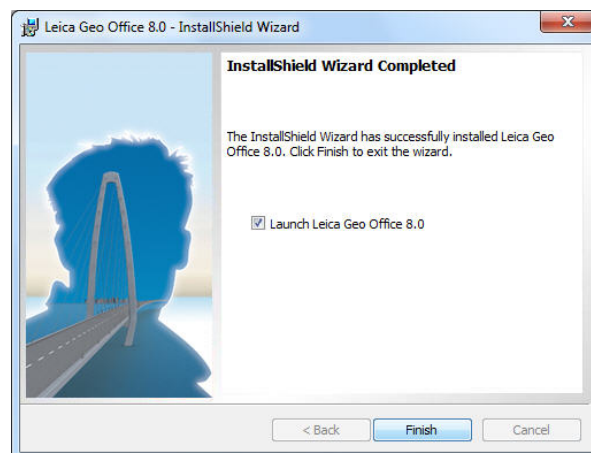 Leica Geo Office 8.0 - InstallShield Wizard
InstallShield Wizard Completed
The InstallShield Wizard has successfully installed Leica Geo
Office 8.0. Click Finish to exit the wizard.
Launch Leica Geo Office 8.0
< Back
Finish
Cancel